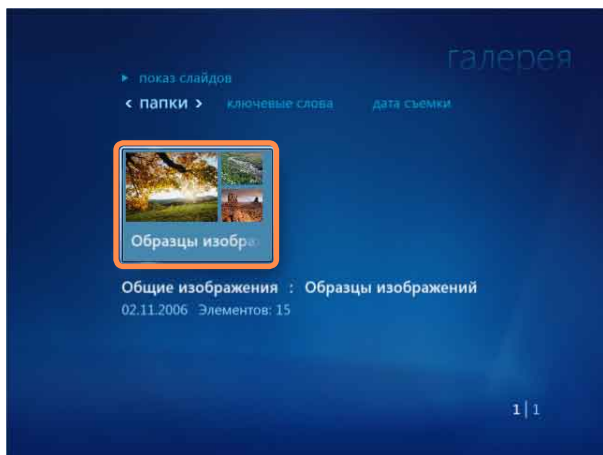 галерея
показ слайдов
‹ папки › ключевые слова дата съемки
Образцы изобра
Общие изображения : Образцы изображений
02.11.2006 Элементов: 15
1 | 1